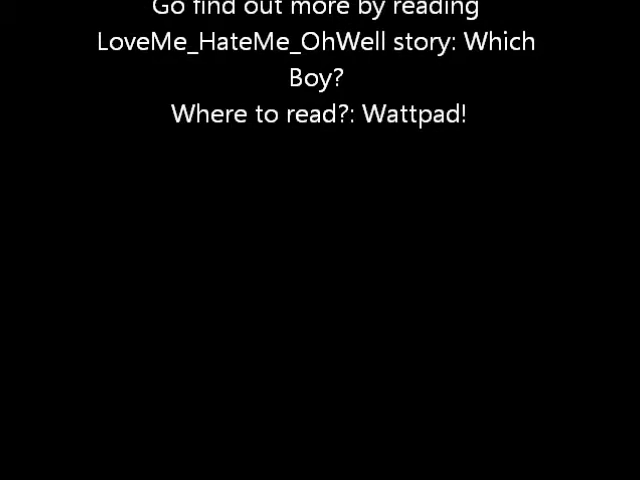 Go find out more by reading
LoveMe_HateMe_OhWell story: Which
Boy?
Where to read?: Wattpad!